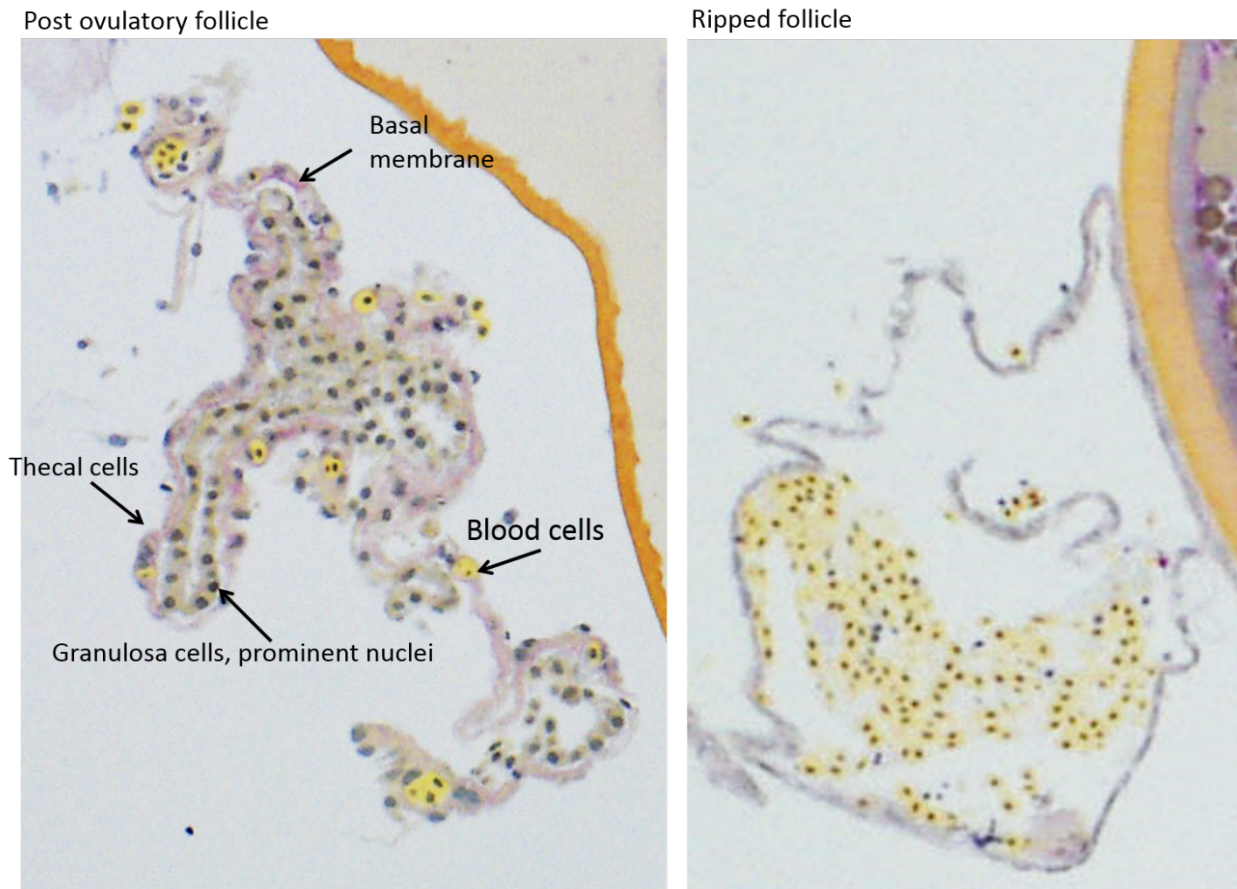 Post ovulatory follicle
Ripped follicle
Basal
membrane
Thecal cells
Blood cells
Granulosa cells, prominent nuclei